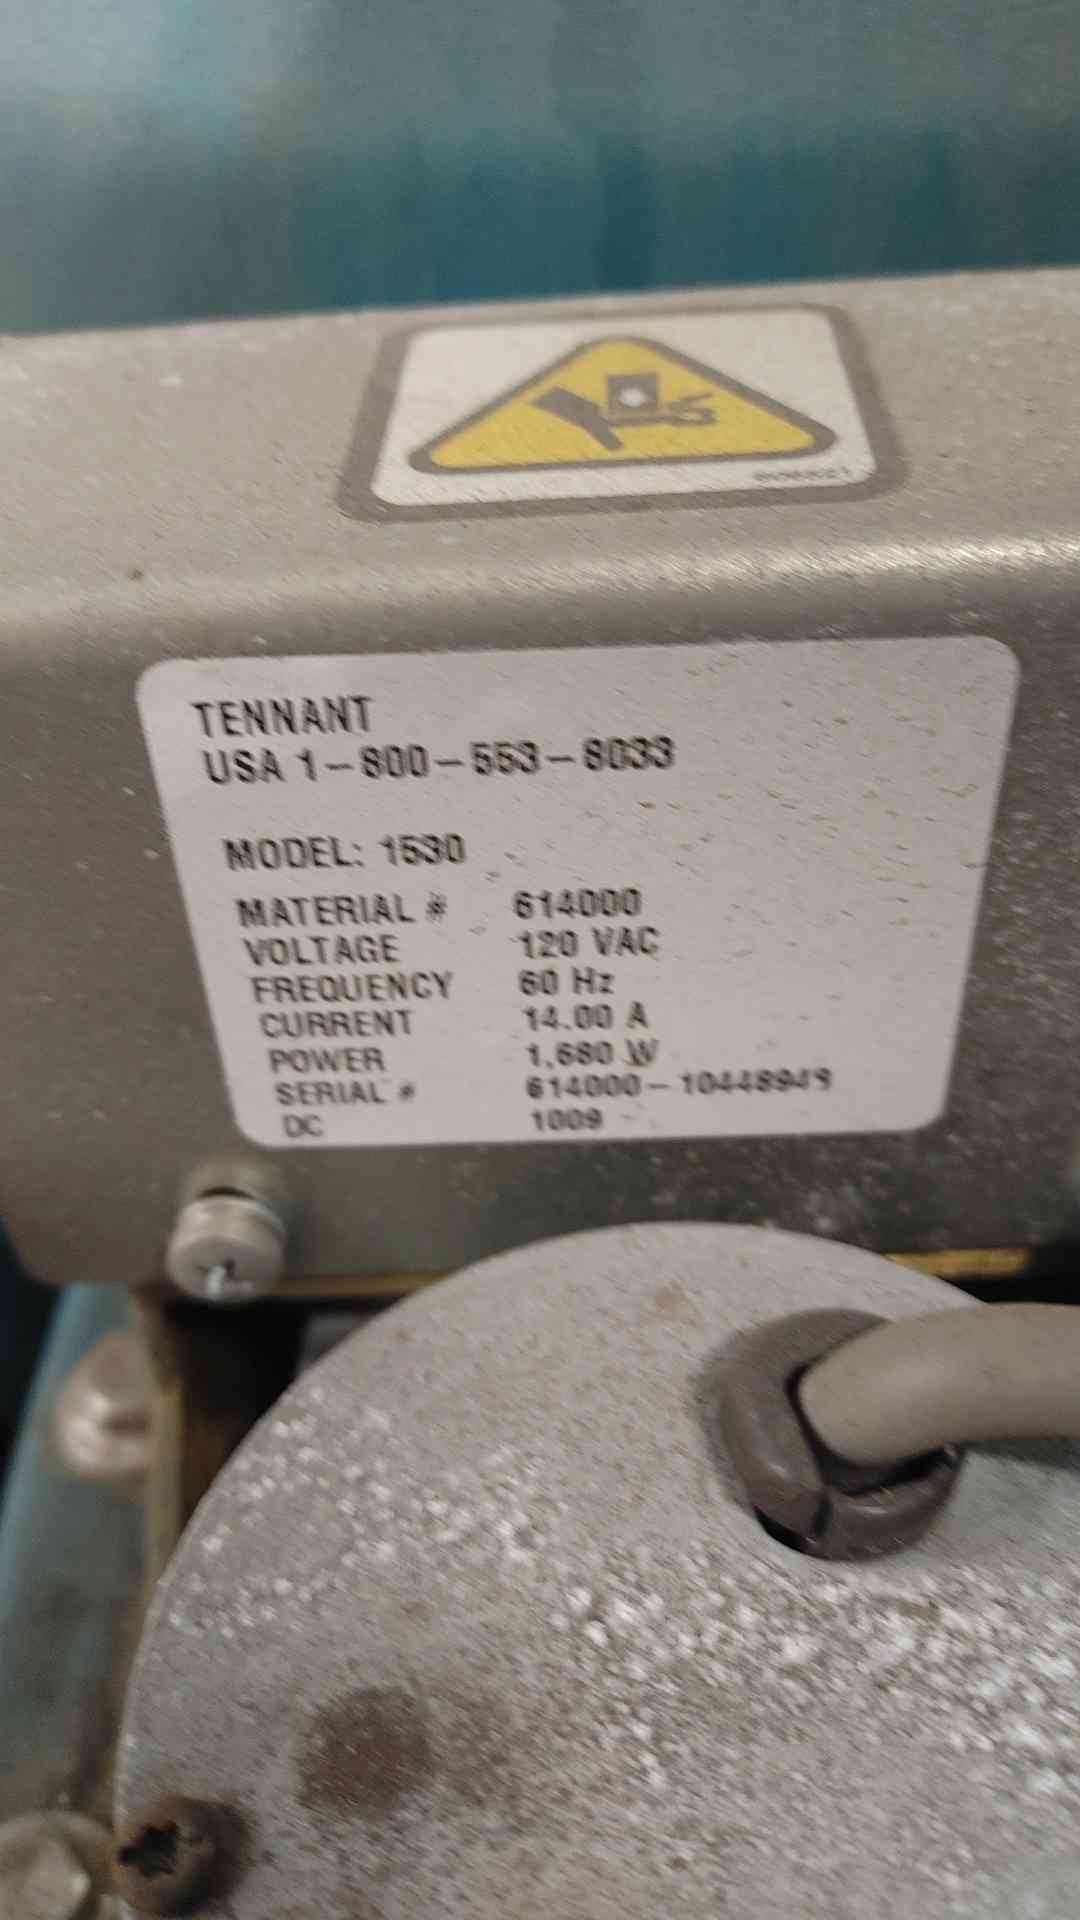 TENNANT
USA 1-800-553-8033
MODEL: 1530
MATERIAL # 614000
VOLTAGE 120 VAC
FREQUENCY 60 Hz
CURRENT 14.00 A
POWER 1,680 W
SERIAL # 614000-10448949
DC 1009